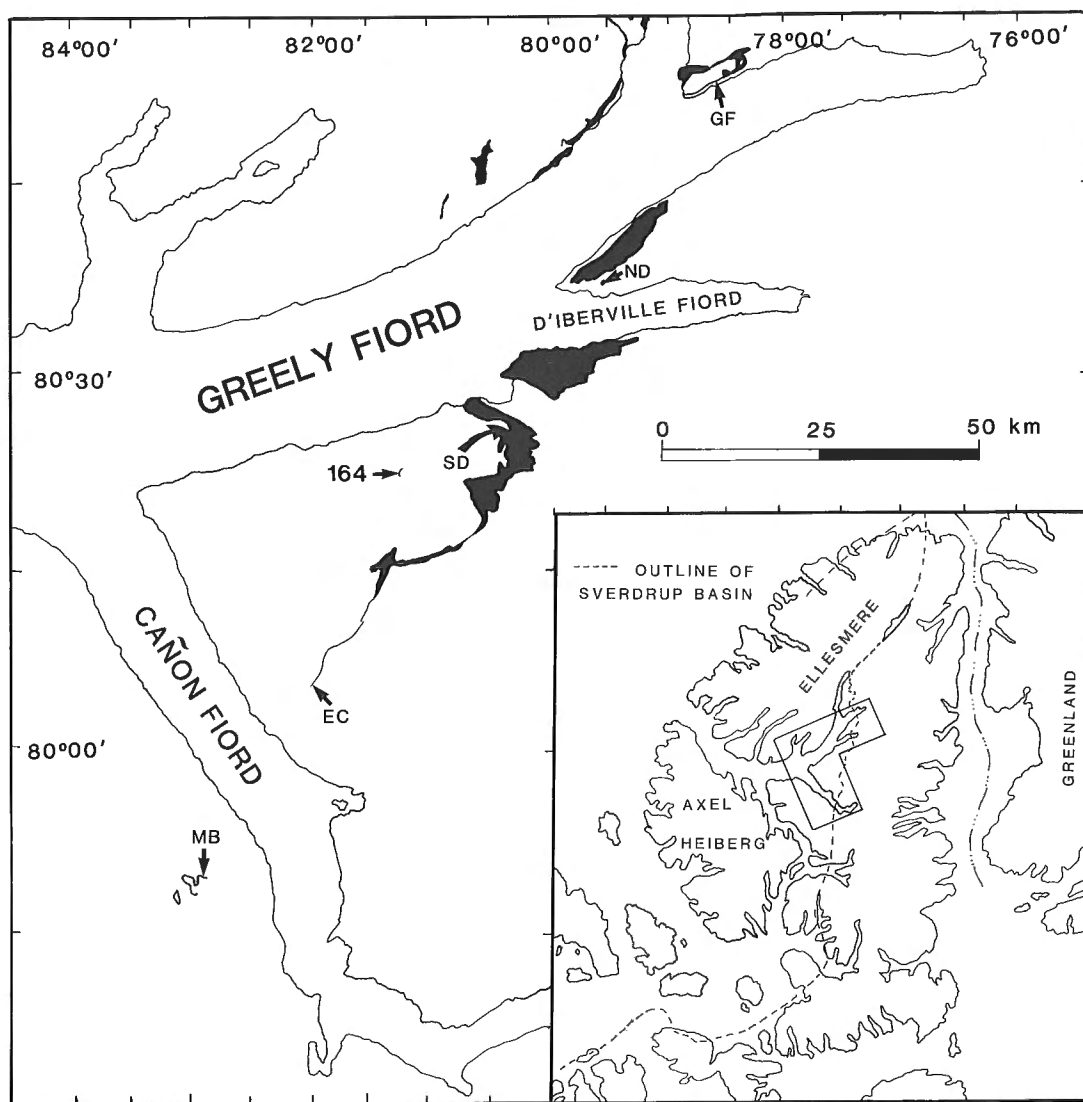 84°00′ 82°00′ 80°00′ 78°00′ 76°00′
GF
ND
D'IBERVILLE FIORD
GREELY FIORD
80°30′
0 25 50 km
164
SD
OUTLINE OF
SVERDRUP BASIN
ELLESMERE
CAÑON FIORD
EC
GREENLAND
80°00′
AXEL
HEIBERG
MB